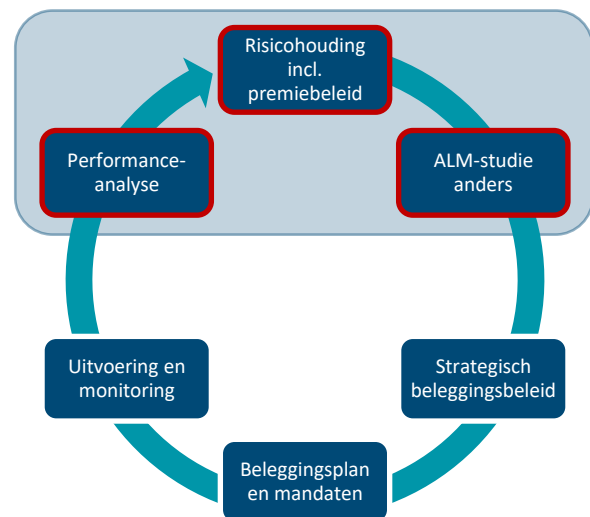 Risicohouding
incl.
premiebeleid
ALM-studie
anders
Strategisch
beleggingsbeleid
Beleggingsplan
en mandaten
Uitvoering en
monitoring
Performance-
analyse